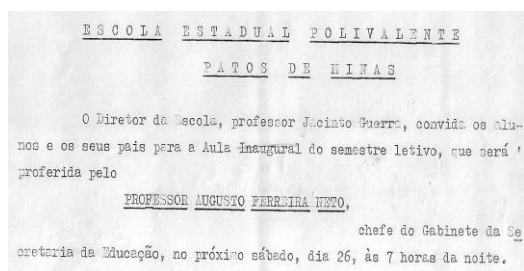 ESCOLA ESTADUAL POLIVALENTE
PATOS DE MINAS
O Diretor da Escola, professor Jacinto Guerra, convida os alu-
nos e os seus pais para a Aula Inaugural do semestre letivo, que será '
proferida pelo
PROFESSOR AUGUSTO FERREIRA NETO,
chefe do Gabinete da Se
cretaria da Educação, no próximo sábado, dia 26, às 7 horas da noite.